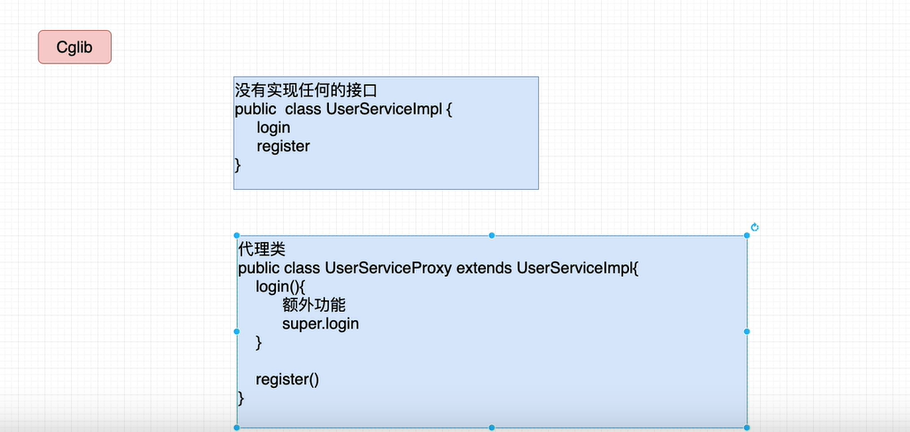 Cglib
没有实现任何的接口
public class UserServiceImpl {
login
register
}
代理类
public class UserServiceProxy extends UserServiceImpl{
login(){
额外功能
super.login
}
register()
}